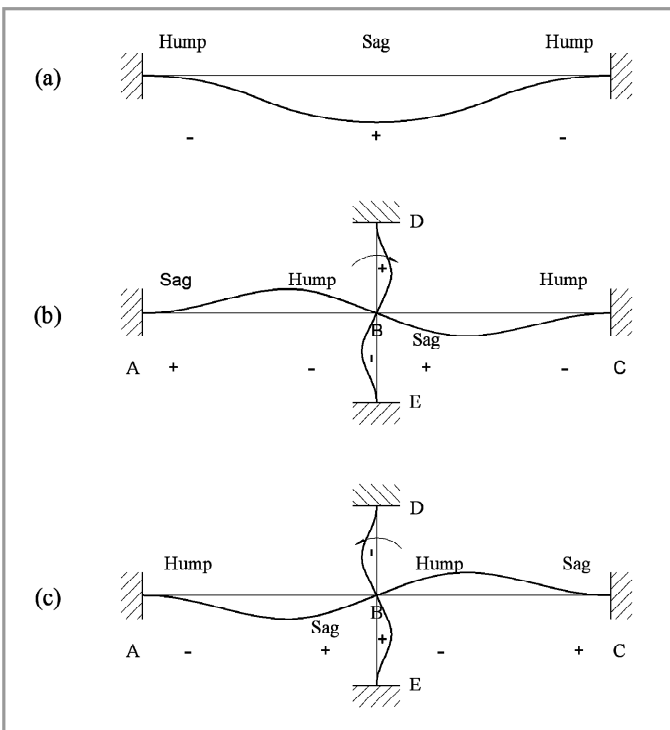 Hump Sag Hump
(a)
- + -
D
+
Sag Hump Hump
(b)
B
Sag
-
A + - + - C
E
D
-
Hump Hump Sag
(c)
B
Sag
+
A - + - + C
E